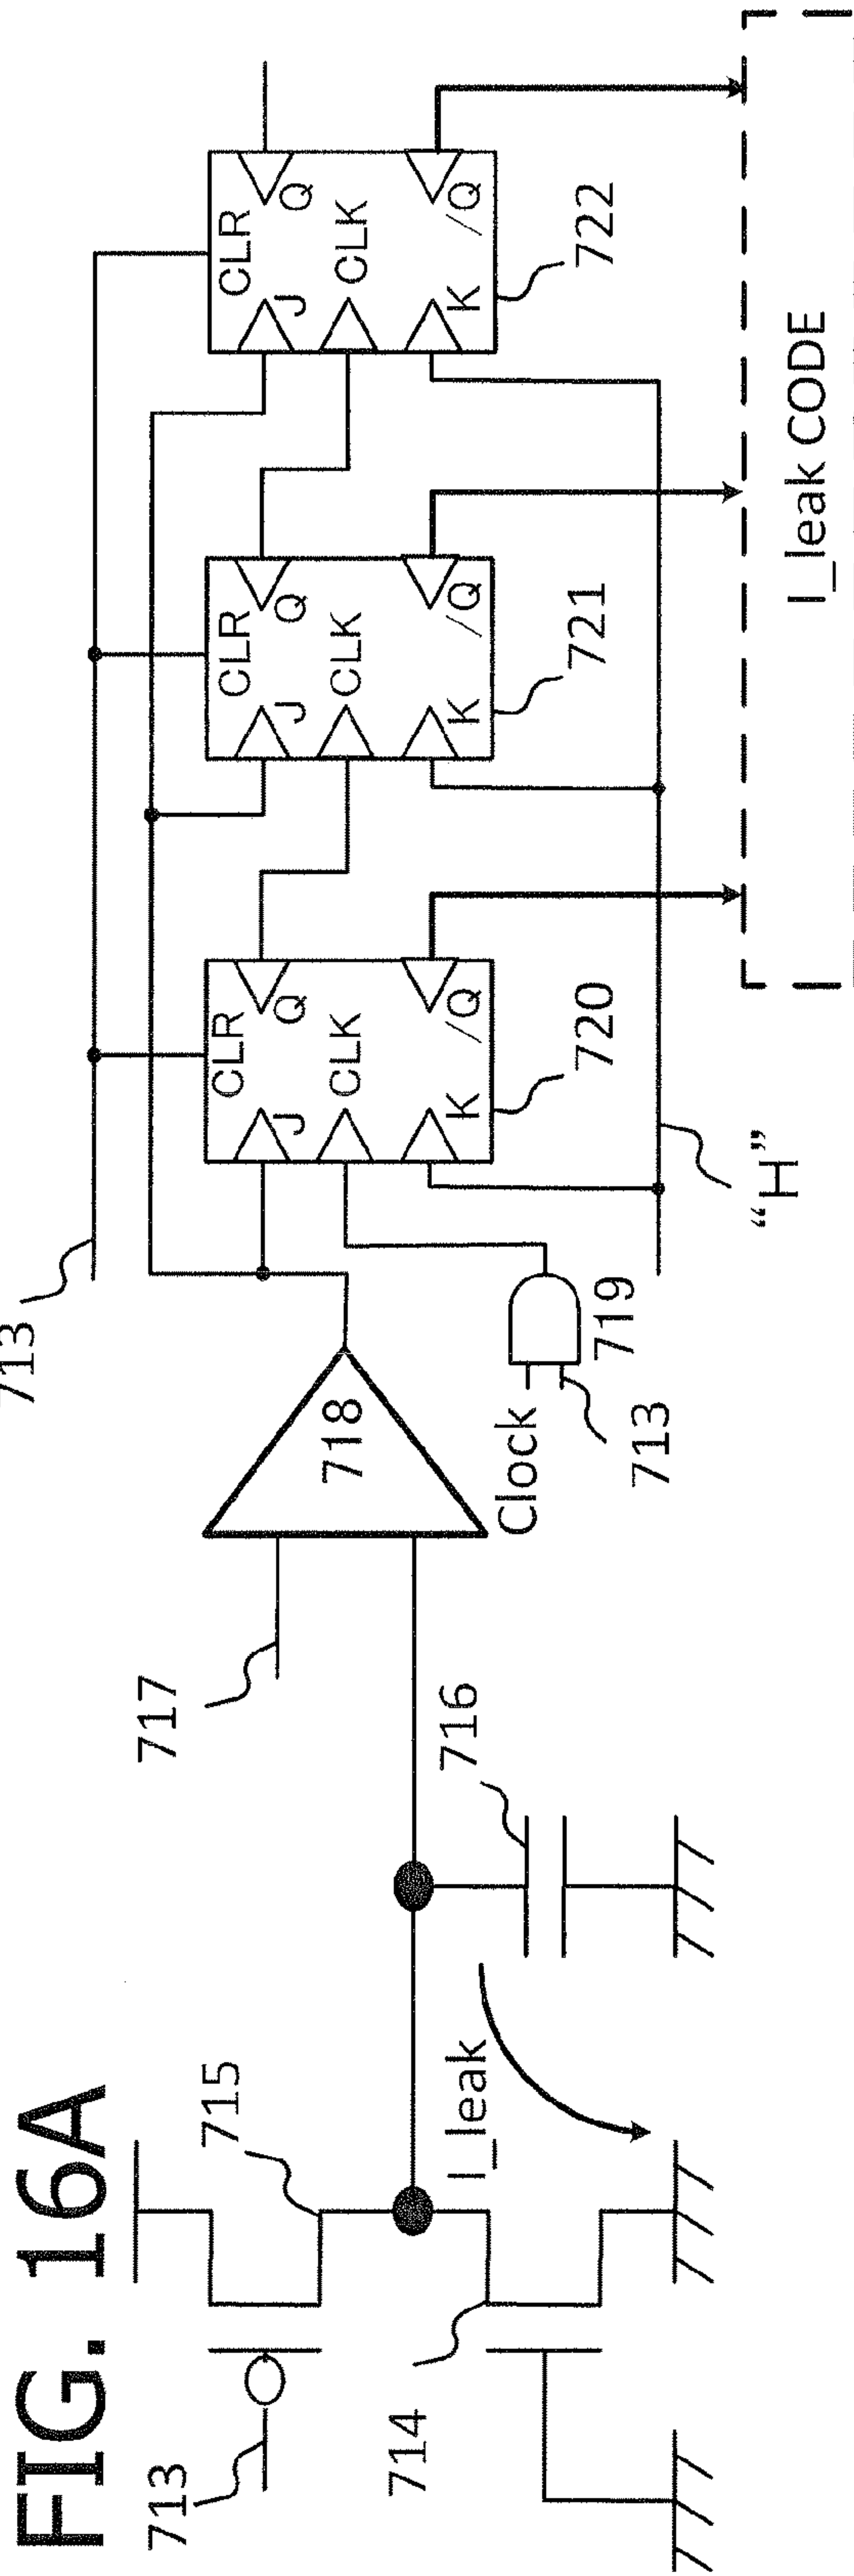 FIG. 16A
713
715
714
I_leak
716
717
718
Clock
713
719
713
CLR
J
Q
CLK
K
/Q
720
CLR
J
Q
CLK
K
/Q
721
CLR
J
Q
CLK
K
/Q
722
“H”
I_leak CODE